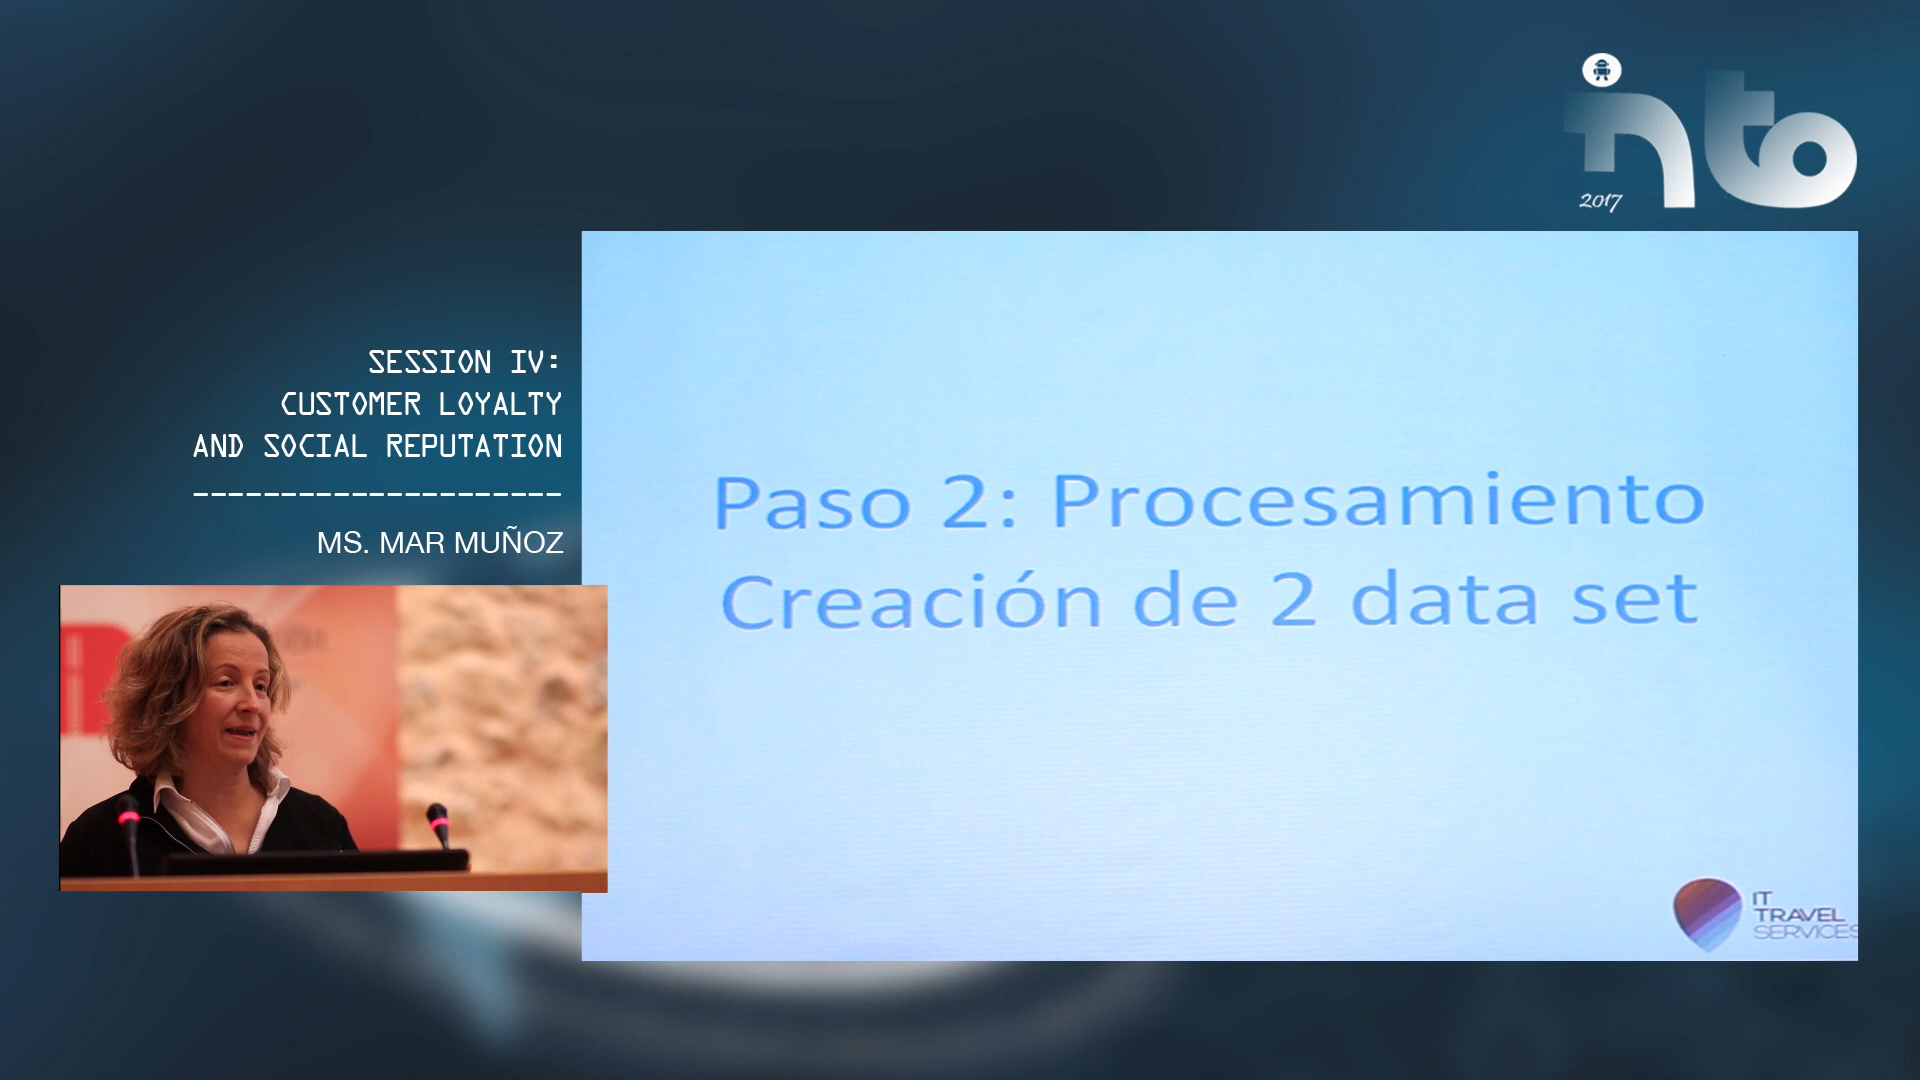 into
2017
SESSION IV:
CUSTOMER LOYALTY
AND SOCIAL REPUTATION
---------------------
MS. MAR MUÑOZ
Paso 2: Procesamiento
Creación de 2 data set
IT
TRAVEL
SERVICES